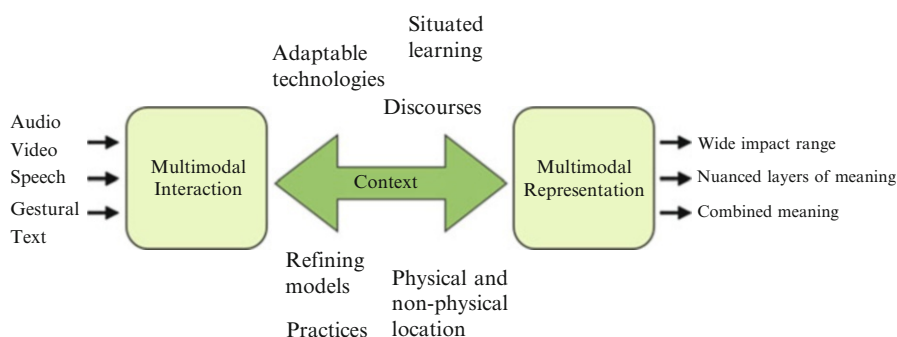 Audio
Video
Speech
Gestural
Text
Multimodal
Interaction
Adaptable
technologies
Situated
learning
Discourses
Context
Refining
models
Practices
Physical and
non-physical
location
Multimodal
Representation
Wide impact range
Nuanced layers of meaning
Combined meaning